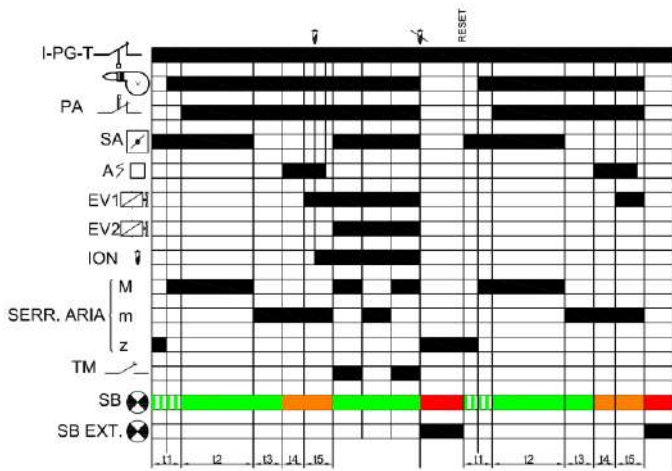 RESET
I-PG-T
PA
SA
A
EV1
EV2
ION
M
SERR. ARIA
m
z
TM
SB
SB EXT.
t1 t2 t3 t4 t5 t1 t2 t3 t4 t5